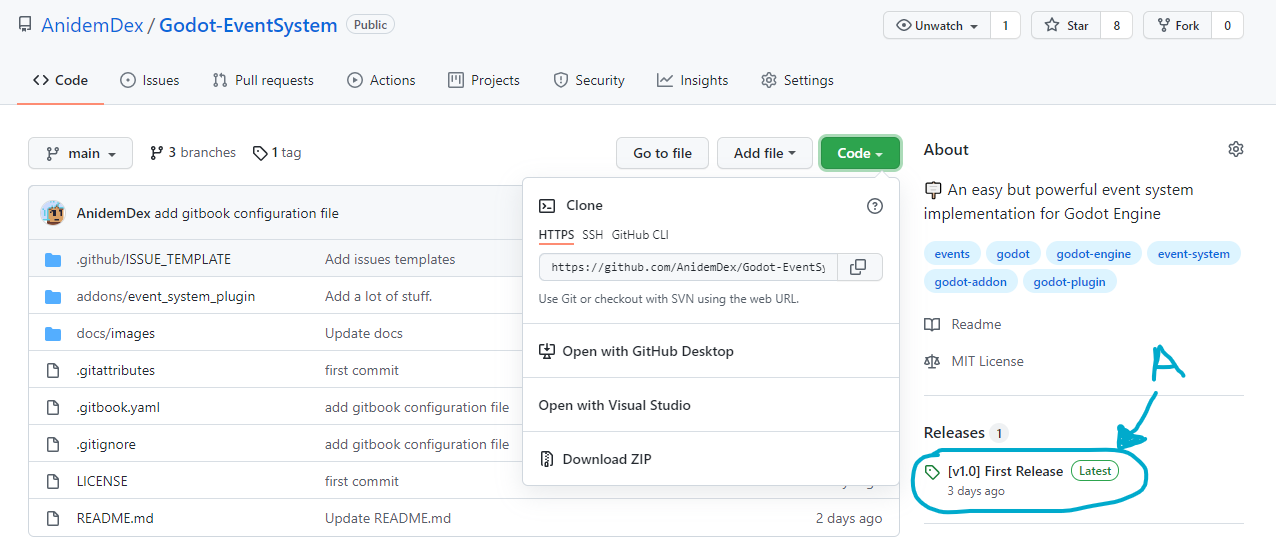 AnidemDex / Godot-EventSystem Public
Unwatch 1 Star 8 Fork 0
Code Issues Pull requests Actions Projects Security Insights Settings
main 3 branches 1 tag Go to file Add file Code
AnidemDex add gitbook configuration file
.github/ISSUE_TEMPLATE Add issues templates
addons/event_system_plugin Add a lot of stuff.
docs/images Update docs
.gitattributes first commit
.gitbook.yaml add gitbook configuration file
.gitignore add gitbook configuration file
LICENSE first commit
README.md Update README.md 2 days ago
Clone
HTTPS SSH GitHub CLI
https://github.com/AnidemDex/Godot-EventSy
Use Git or checkout with SVN using the web URL.
Open with GitHub Desktop
Open with Visual Studio
Download ZIP
About
An easy but powerful event system
implementation for Godot Engine
events godot godot-engine event-system
godot-addon godot-plugin
Readme
MIT License
A
Releases 1
[v1.0] First Release Latest
3 days ago